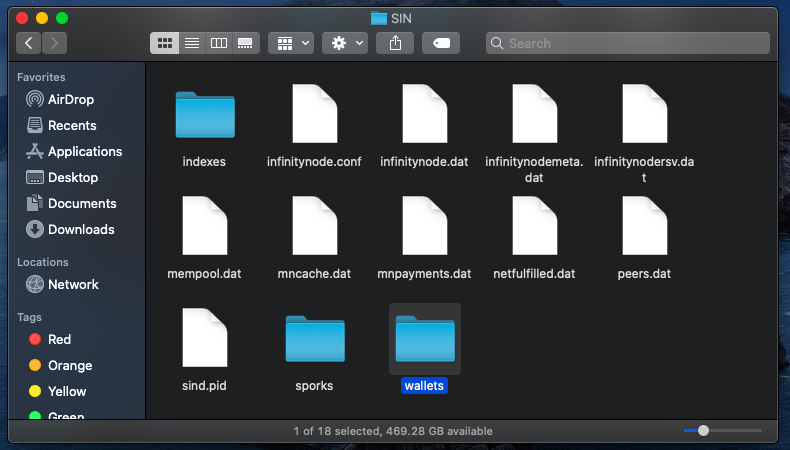 SIN
Search
Favorites
AirDrop
Recents
Applications
Desktop
Documents
Downloads
Locations
Network
Tags
Red
Orange
Yellow
Green
indexes
infinitynode.conf
infinitynode.dat
infinitynodemeta.
dat
infinitynodersv.da
t
mempool.dat
mncache.dat
mnpayments.dat
netfulfilled.dat
peers.dat
sind.pid
sporks
wallets
1 of 18 selected, 469.28 GB available